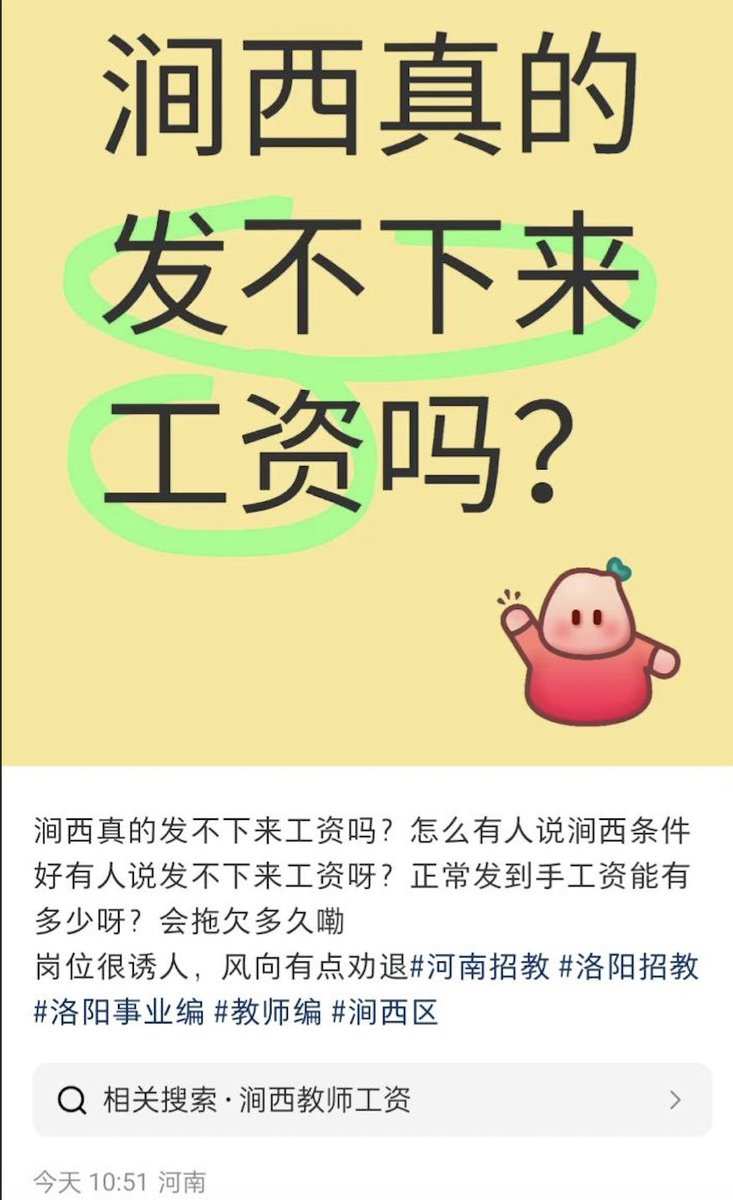 涧西真的
发不下来
工资吗？
涧西真的发不下来工资吗？怎么有人说涧西条件
好有人说发不下来工资呀？正常发到手工资能有
多少呀？会拖欠多久嘞
岗位很诱人，风向有点劝退#河南招教 #洛阳招教
#洛阳事业编 #教师编 #涧西区
相关搜索·涧西教师工资
今天 10:51 河南